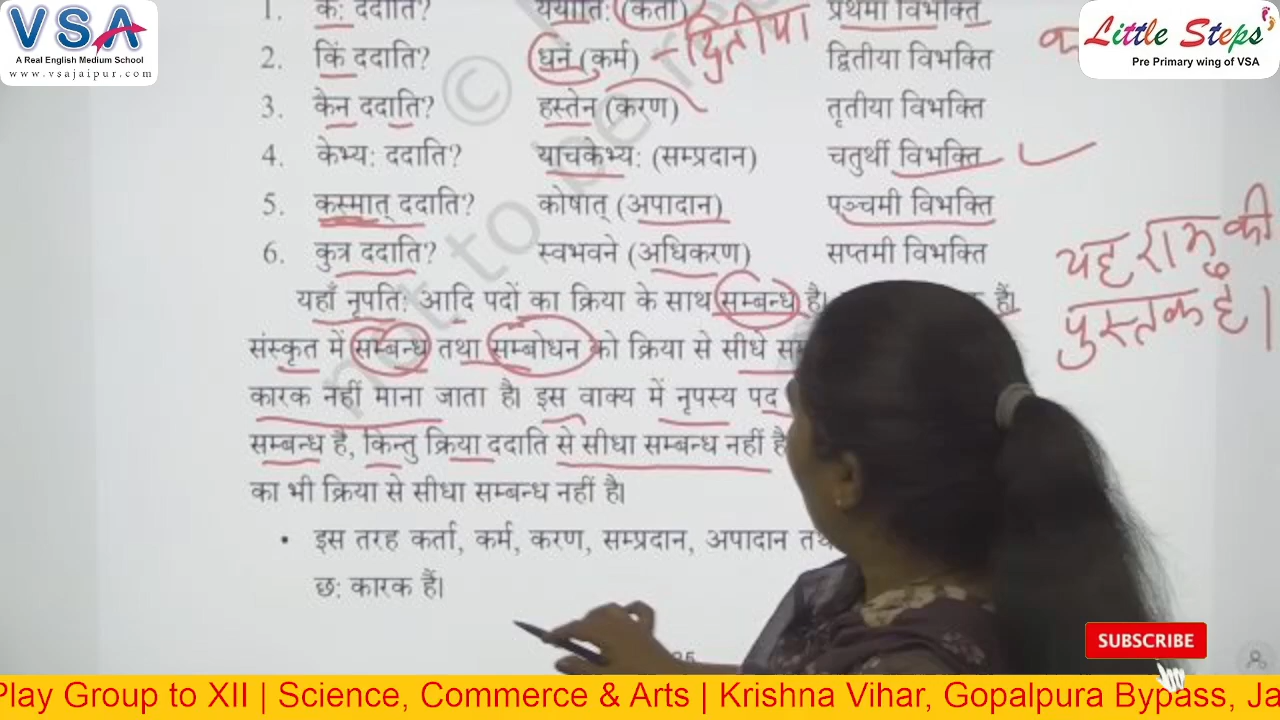 VSA
A Real English Medium School
www.vsajaipur.com
Little Steps
Pre Primary wing of VSA
1. कः ददाति? ययातिः (कर्ता) प्रथमा विभक्ति
2. किं ददाति? धनं (कर्म) - द्वितीया द्वितीया विभक्ति
3. केन ददाति? हस्तेन (करण) तृतीया विभक्ति
4. केभ्यः ददाति? याचकेभ्यः (सम्प्रदान) चतुर्थी विभक्ति
5. कस्मात् ददाति? कोषात् (अपादान) पञ्चमी विभक्ति
6. कुत्र ददाति? स्वभवने (अधिकरण) सप्तमी विभक्ति
यह राम की
पुस्तक है।
यहाँ नृपतिः आदि पदों का क्रिया के साथ सम्बन्ध है। हैं।
संस्कृत में सम्बन्ध तथा सम्बोधन को क्रिया से सीधे
कारक नहीं माना जाता है। इस वाक्य में नृपस्य पद
सम्बन्ध है, किन्तु क्रिया ददाति से सीधा सम्बन्ध नहीं है
का भी क्रिया से सीधा सम्बन्ध नहीं है।
• इस तरह कर्ता, कर्म, करण, सम्प्रदान, अपादान
छः कारक हैं।
SUBSCRIBE
Play Group to XII | Science, Commerce & Arts | Krishna Vihar, Gopalpura Bypass, Ja